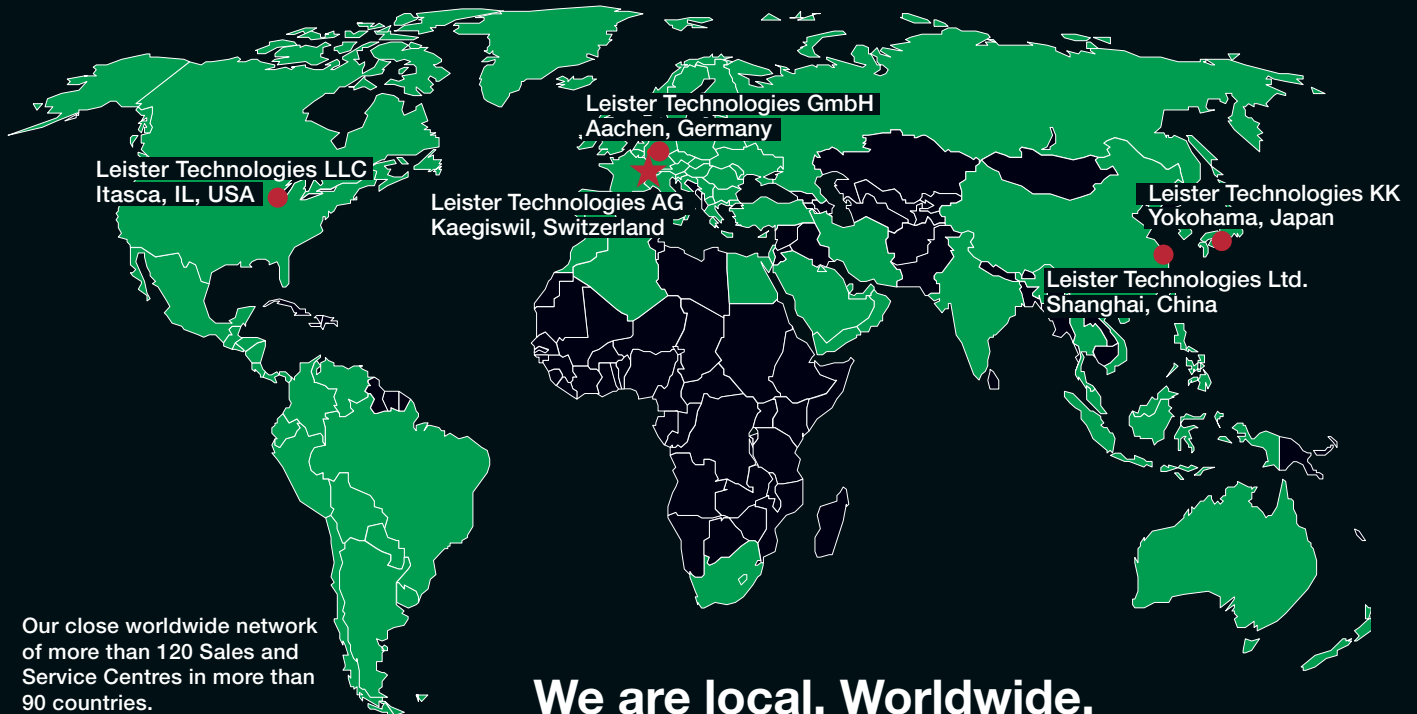 Leister Technologies GmbH
Aachen, Germany
Leister Technologies LLC
Itasca, IL, USA
Leister Technologies AG
Kaegiswil, Switzerland
Leister Technologies KK
Yokohama, Japan
Leister Technologies Ltd.
Shanghai, China
Our close worldwide network
of more than 120 Sales and
Service Centres in more than
90 countries.
We are local. Worldwide.